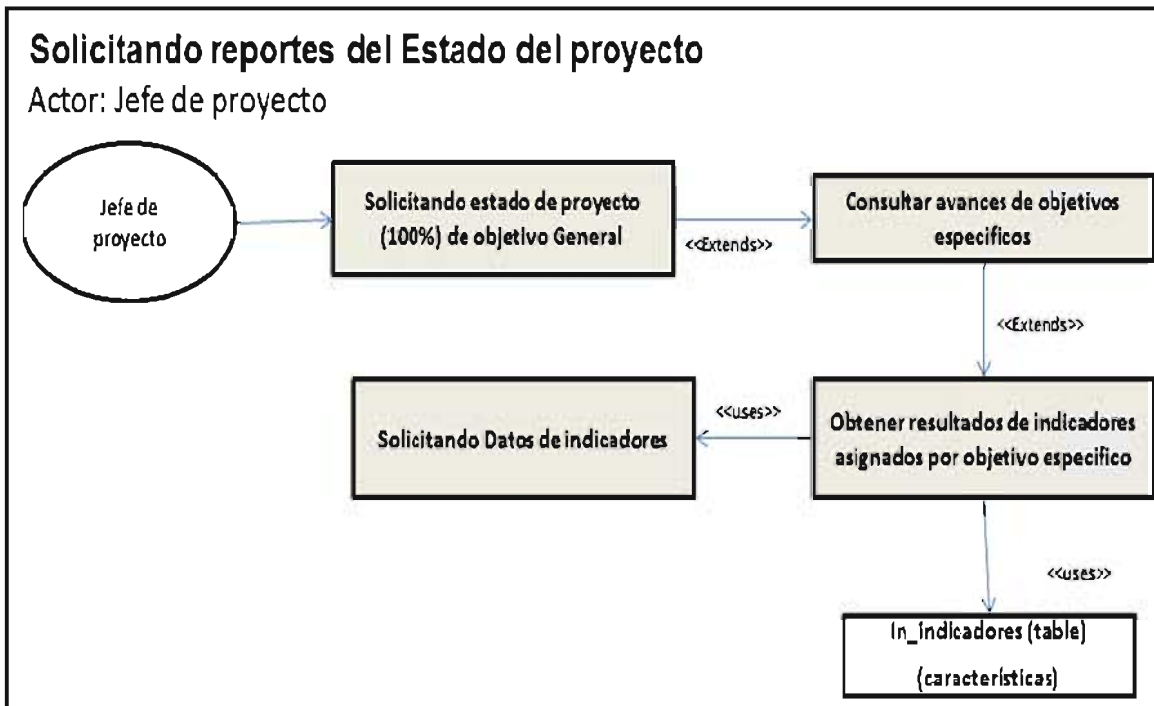 Solicitando reportes del Estado del proyecto
Actor: Jefe de proyecto
Jefe de
proyecto
Solicitando estado de proyecto
(100%) de objetivo General
<<Extends>>
Consultar avances de objetivos
especificos
<<Extends>>
Solicitando Datos de indicadores
<<uses>>
Obtener resultados de indicadores
asignados por objetivo especifico
<<uses>>
In_indicadores (table)
(características)